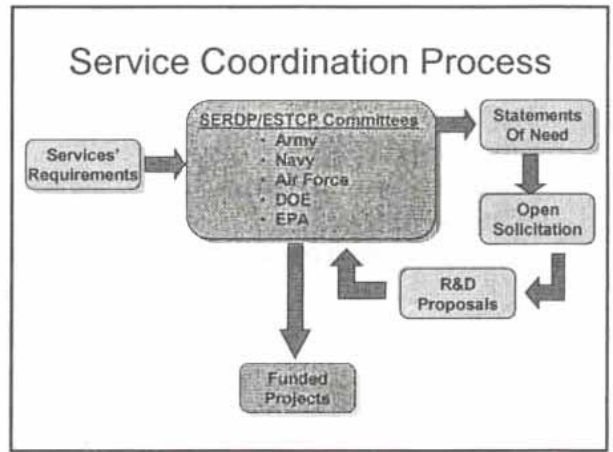 Service Coordination Process
SERDP/ESTCP Committees
· Army
· Navy
· Air Force
· DOE
· EPA
Services'
Requirements
Statements
Of Need
Open
Solicitation
R&D
Proposals
Funded
Projects